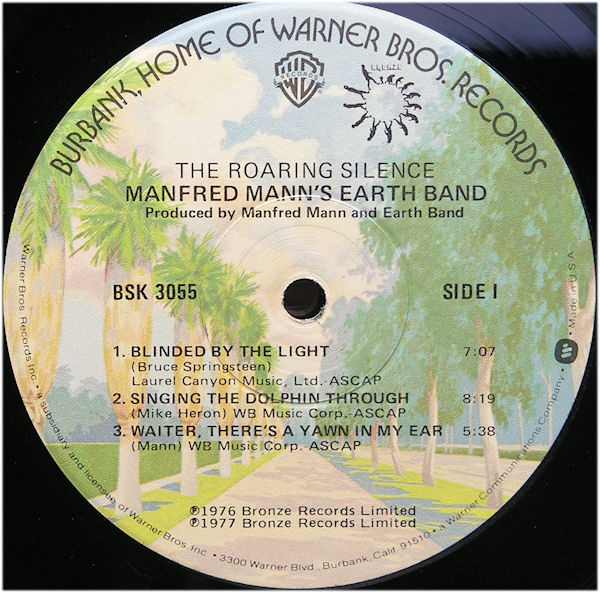 BURBANK, HOME OF WARNER BROS. RECORDS
RECORDS
BRONZE
THE ROARING SILENCE
MANFRED MANN'S EARTH BAND
Produced by Manfred Mann and Earth Band
BSK 3055
SIDE I
1. BLINDED BY THE LIGHT 7:07
(Bruce Springsteen)
Laurel Canyon Music, Ltd.-ASCAP
2. SINGING THE DOLPHIN THROUGH 8:19
(Mike Heron) WB Music Corp.-ASCAP
3. WAITER, THERE'S A YAWN IN MY EAR 5:38
(Mann) WB Music Corp.-ASCAP
℗1976 Bronze Records Limited
℗1977 Bronze Records Limited
Warner Bros. Records Inc. • a subsidiary and licensee of Warner Bros. Inc. • 3300 Warner Blvd., Burbank, Calif. 91510 • a Warner Communications Company • Made in U.S.A.